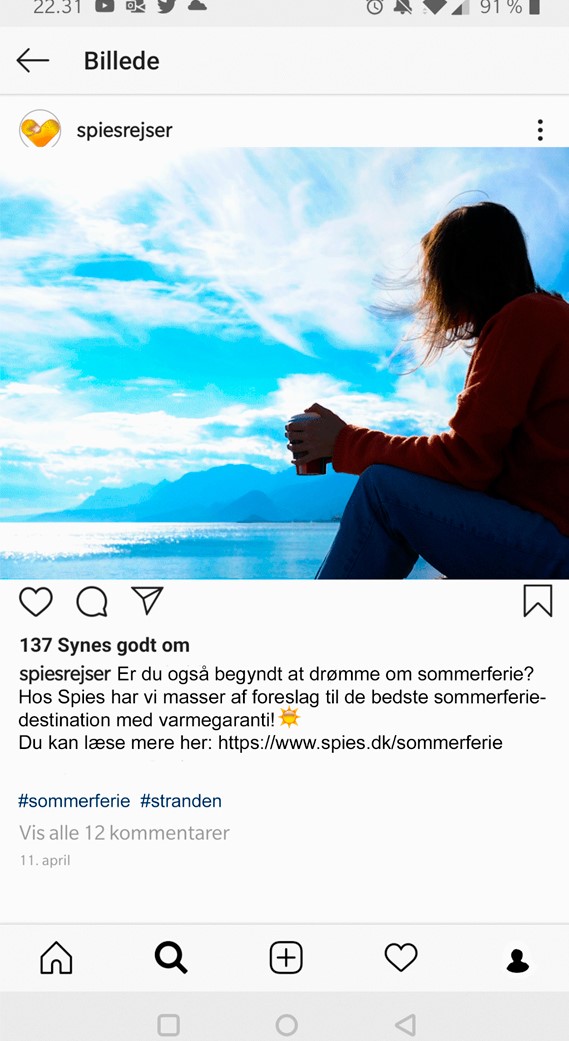 22.31 91 %
Billede
spiesrejser
137 Synes godt om
spiesrejser Er du også begyndt at drømme om sommerferie?
Hos Spies har vi masser af foreslag til de bedste sommerferie-
destination med varmegaranti!
Du kan læse mere her: https://www.spies.dk/sommerferie
#sommerferie #stranden
Vis alle 12 kommentarer
11. april